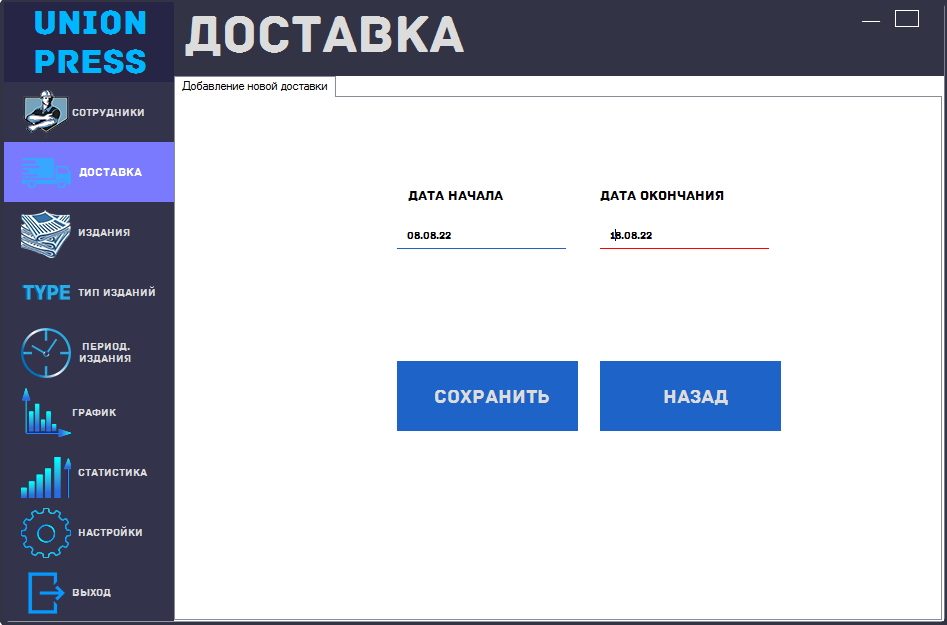 UNION
PRESS
ДОСТАВКА
СОТРУДНИКИ
ДОСТАВКА
ИЗДАНИЯ
TYPE ТИП ИЗДАНИЙ
ПЕРИОД.
ИЗДАНИЯ
ГРАФИК
СТАТИСТИКА
НАСТРОЙКИ
ВЫХОД
Добавление новой доставки
ДАТА НАЧАЛА
ДАТА ОКОНЧАНИЯ
08.08.22
18.08.22
СОХРАНИТЬ
НАЗАД